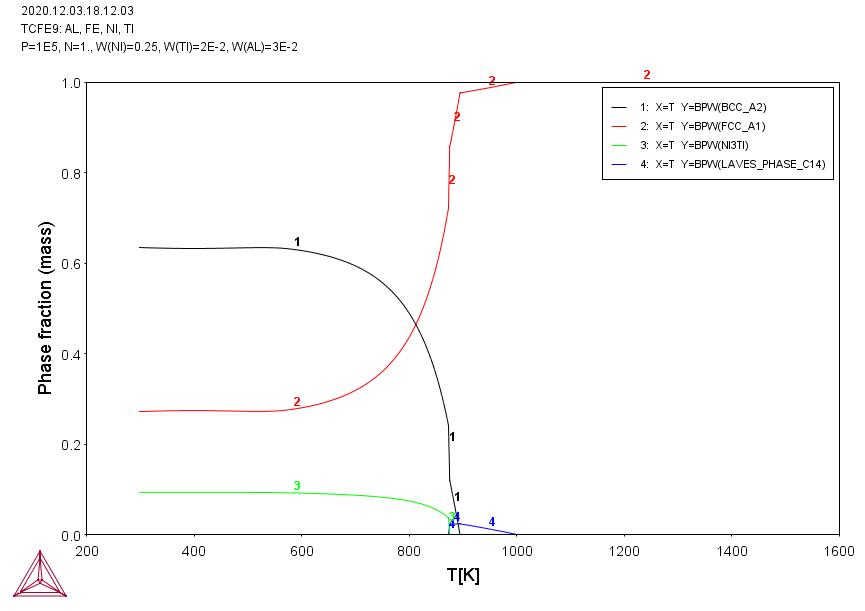 2020.12.03.18.12.03
TCFE9: AL, FE, NI, TI
P=1E5, N=1., W(NI)=0.25, W(TI)=2E-2, W(AL)=3E-2
1: X=T Y=BPW(BCC_A2)
2: X=T Y=BPW(FCC_A1)
3: X=T Y=BPW(NI3TI)
4: X=T Y=BPW(LAVES_PHASE_C14)
Phase fraction (mass)
1.0
0.8
0.6
0.4
0.2
0.0
2
2
2
2
1
2
3
1
1
3
4
4
4
200 400 600 800 1000 1200 1400 1600
T[K]